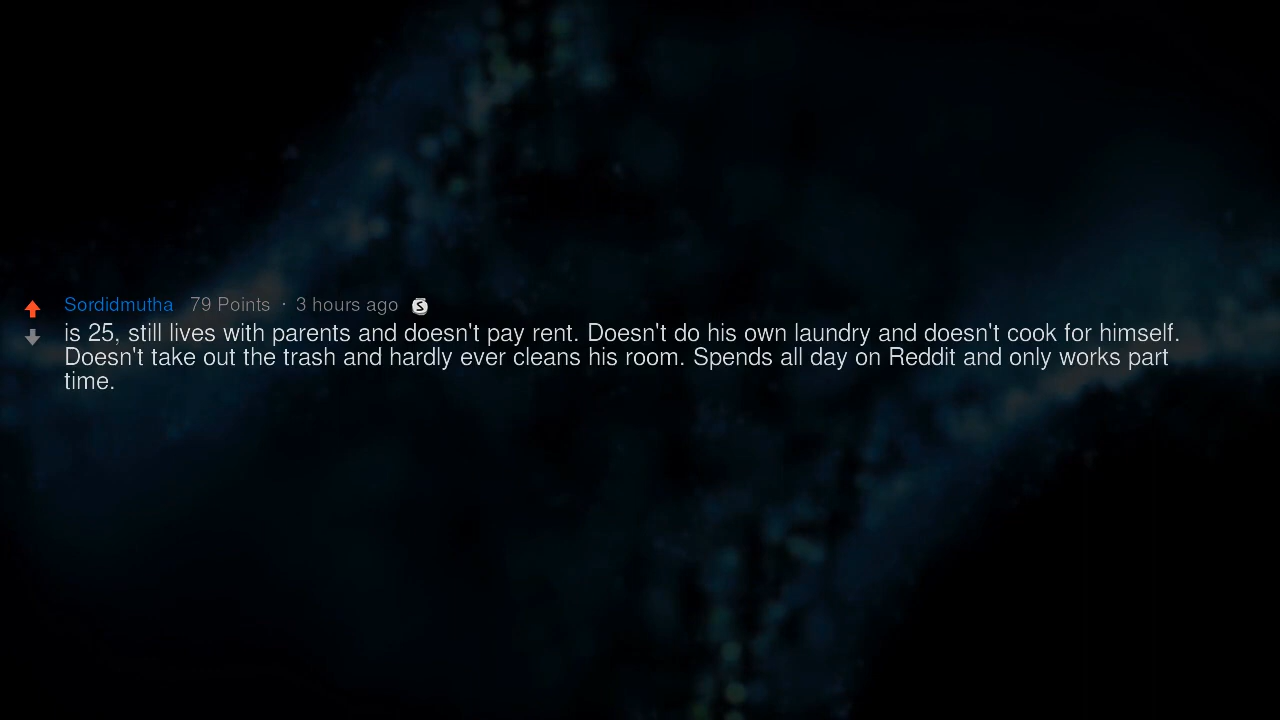 Sordidmutha 79 Points · 3 hours ago S
is 25, still lives with parents and doesn't pay rent. Doesn't do his own laundry and doesn't cook for himself.
Doesn't take out the trash and hardly ever cleans his room. Spends all day on Reddit and only works part
time.